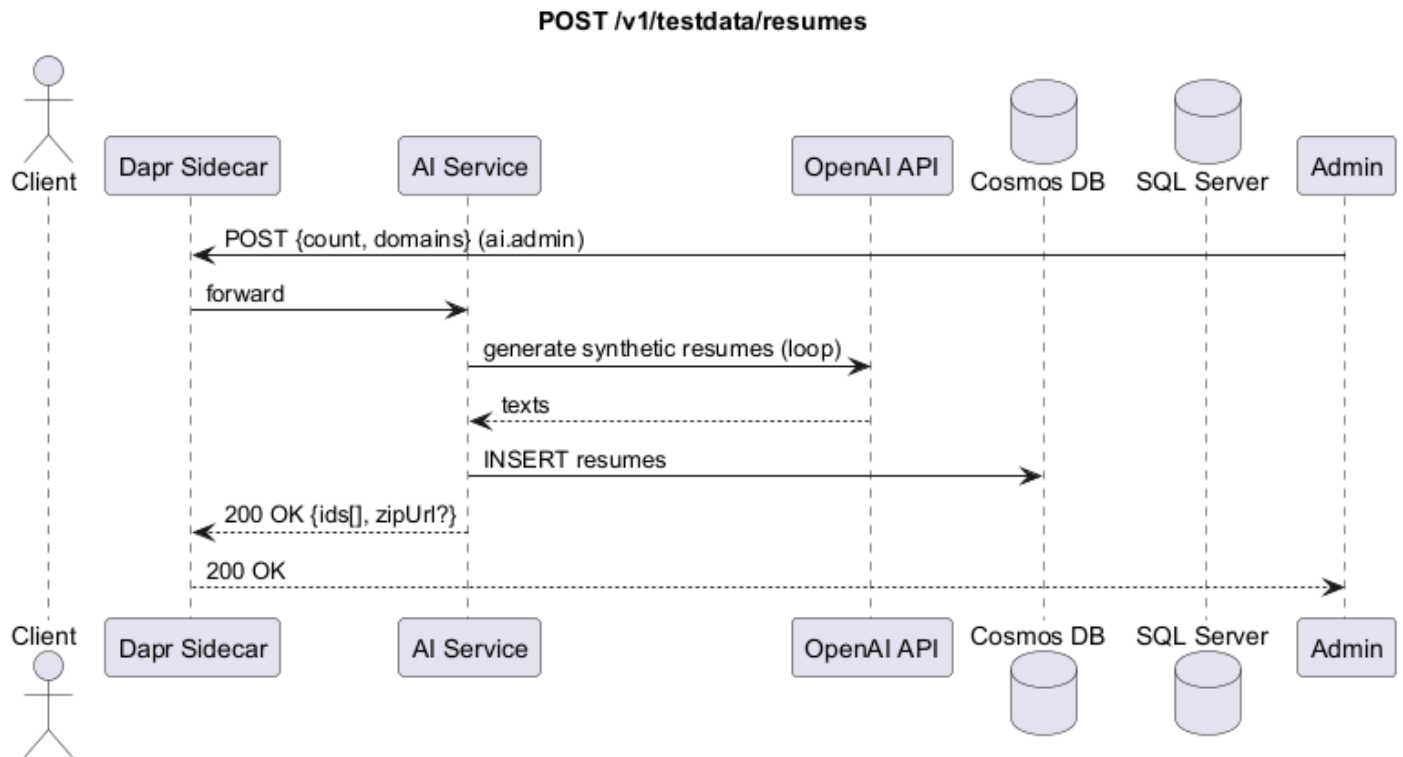 POST /v1/testdata/resumes
Client
Dapr Sidecar
AI Service
OpenAI API
Cosmos DB
SQL Server
Admin
POST {count, domains} (ai.admin)
forward
generate synthetic resumes (loop)
texts
INSERT resumes
200 OK {ids[], zipUrl?}
200 OK
Client
Dapr Sidecar
AI Service
OpenAI API
Cosmos DB
SQL Server
Admin